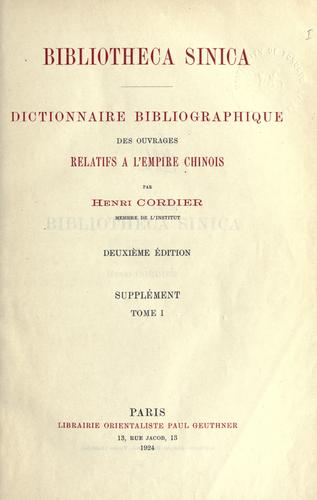 BIBLIOTHECA SINICA
DICTIONNAIRE BIBLIOGRAPHIQUE
DES OUVRAGES
RELATIFS A L'EMPIRE CHINOIS
PAR
HENRI CORDIER
MEMBRE DE L'INSTITUT
DEUXIÈME ÉDITION
SUPPLÉMENT
TOME I
PARIS
LIBRAIRIE ORIENTALISTE PAUL GEUTHNER
13, RUE JACOB, 13
1924